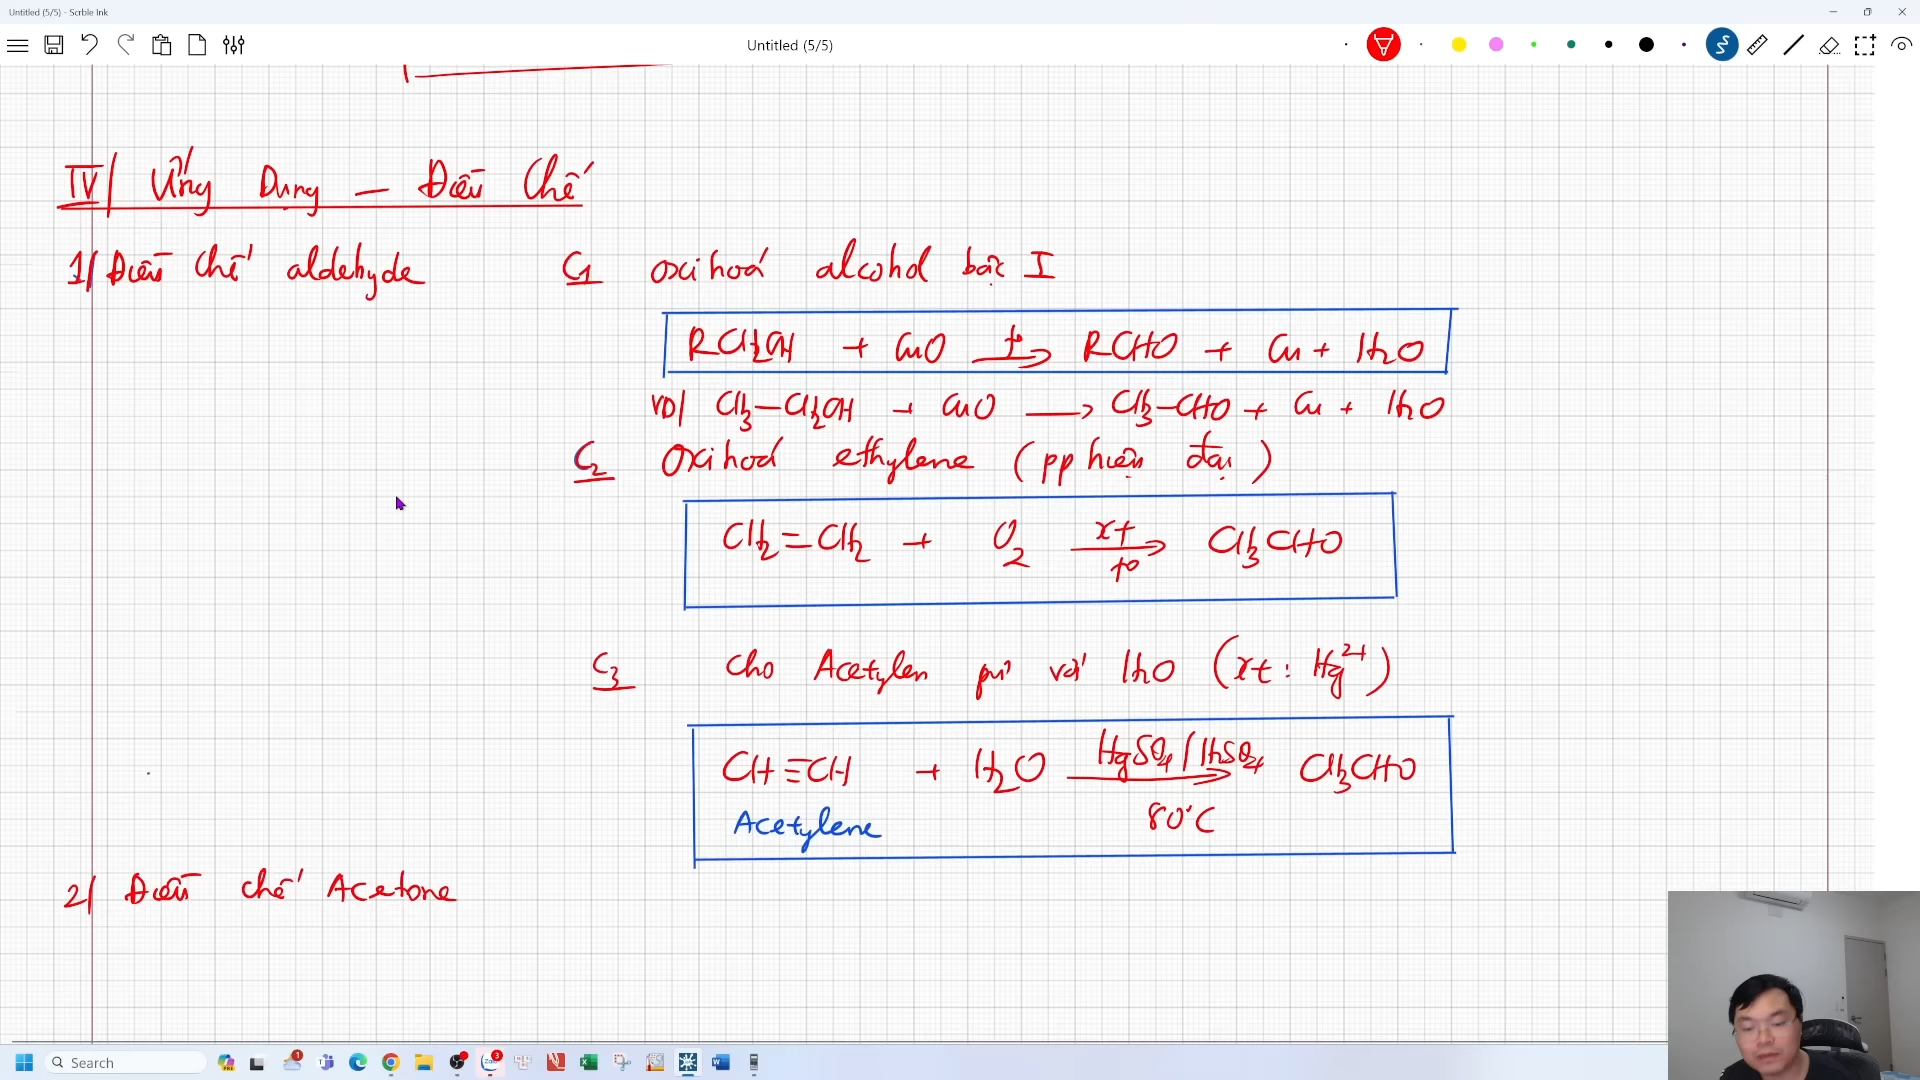 Untitled (5/5) - Scrble Ink
Untitled (5/5)
IV/ Ứng Dụng – Điều Chế
1/ Điều chế aldehyde
C1 oxi hoá alcohol bậc I
RCH2OH + CuO t° → RCHO + Cu + H2O
VD/ CH3–CH2OH + CuO → CH3–CHO + Cu + H2O
C2 Oxi hoá ethylene (pp hiện đại)
CH2=CH2 + O2 xt t° → CH3CHO
C3 cho Acetylen pứ với H2O (xt: Hg2+)
CH≡CH + H2O HgSO4/H2SO4 80°C → CH3CHO
Acetylene
2/ Điều chế Acetone
Search